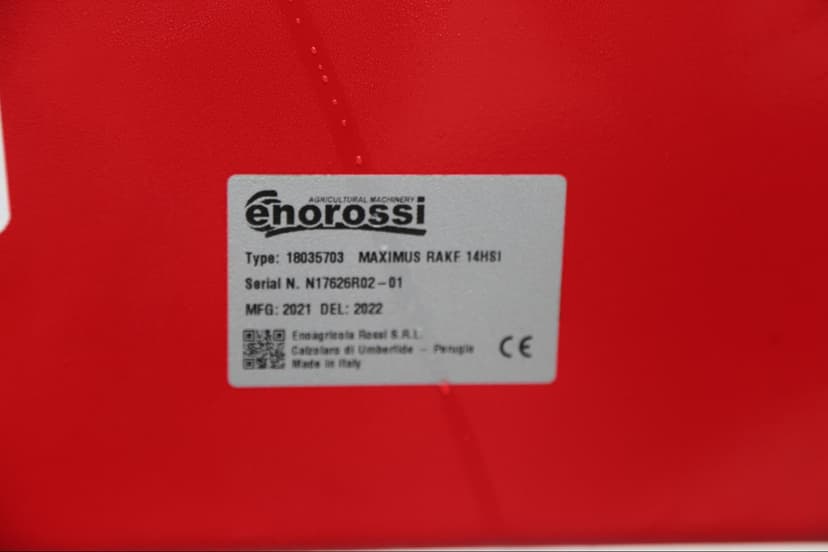 AGRICULTURAL MACHINERY
enorossi
Type: 18035703 MAXIMUS RAKE 14HSI
Serial N. N17626R02-01
MFG: 2021 DEL: 2022
Enoagricola Rossi S.R.L.
Calzolaro di Umbertide - Perugia
Made in Italy
CE